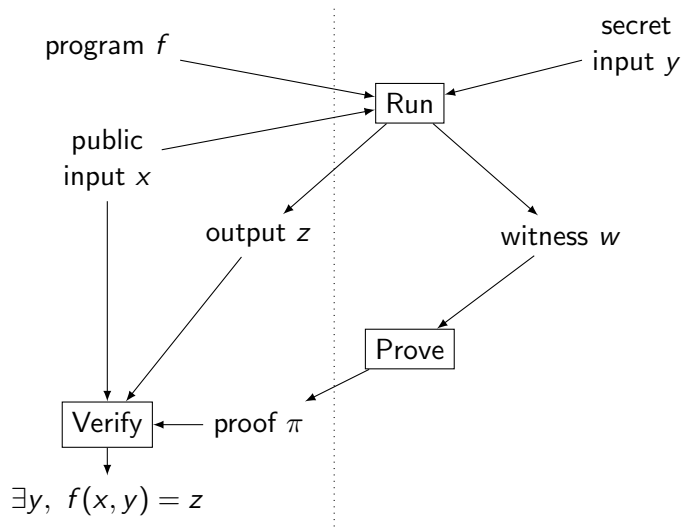 program f
secret
input y
Run
public
input x
output z
witness w
Prove
Verify
proof π
∃y, f(x, y) = z